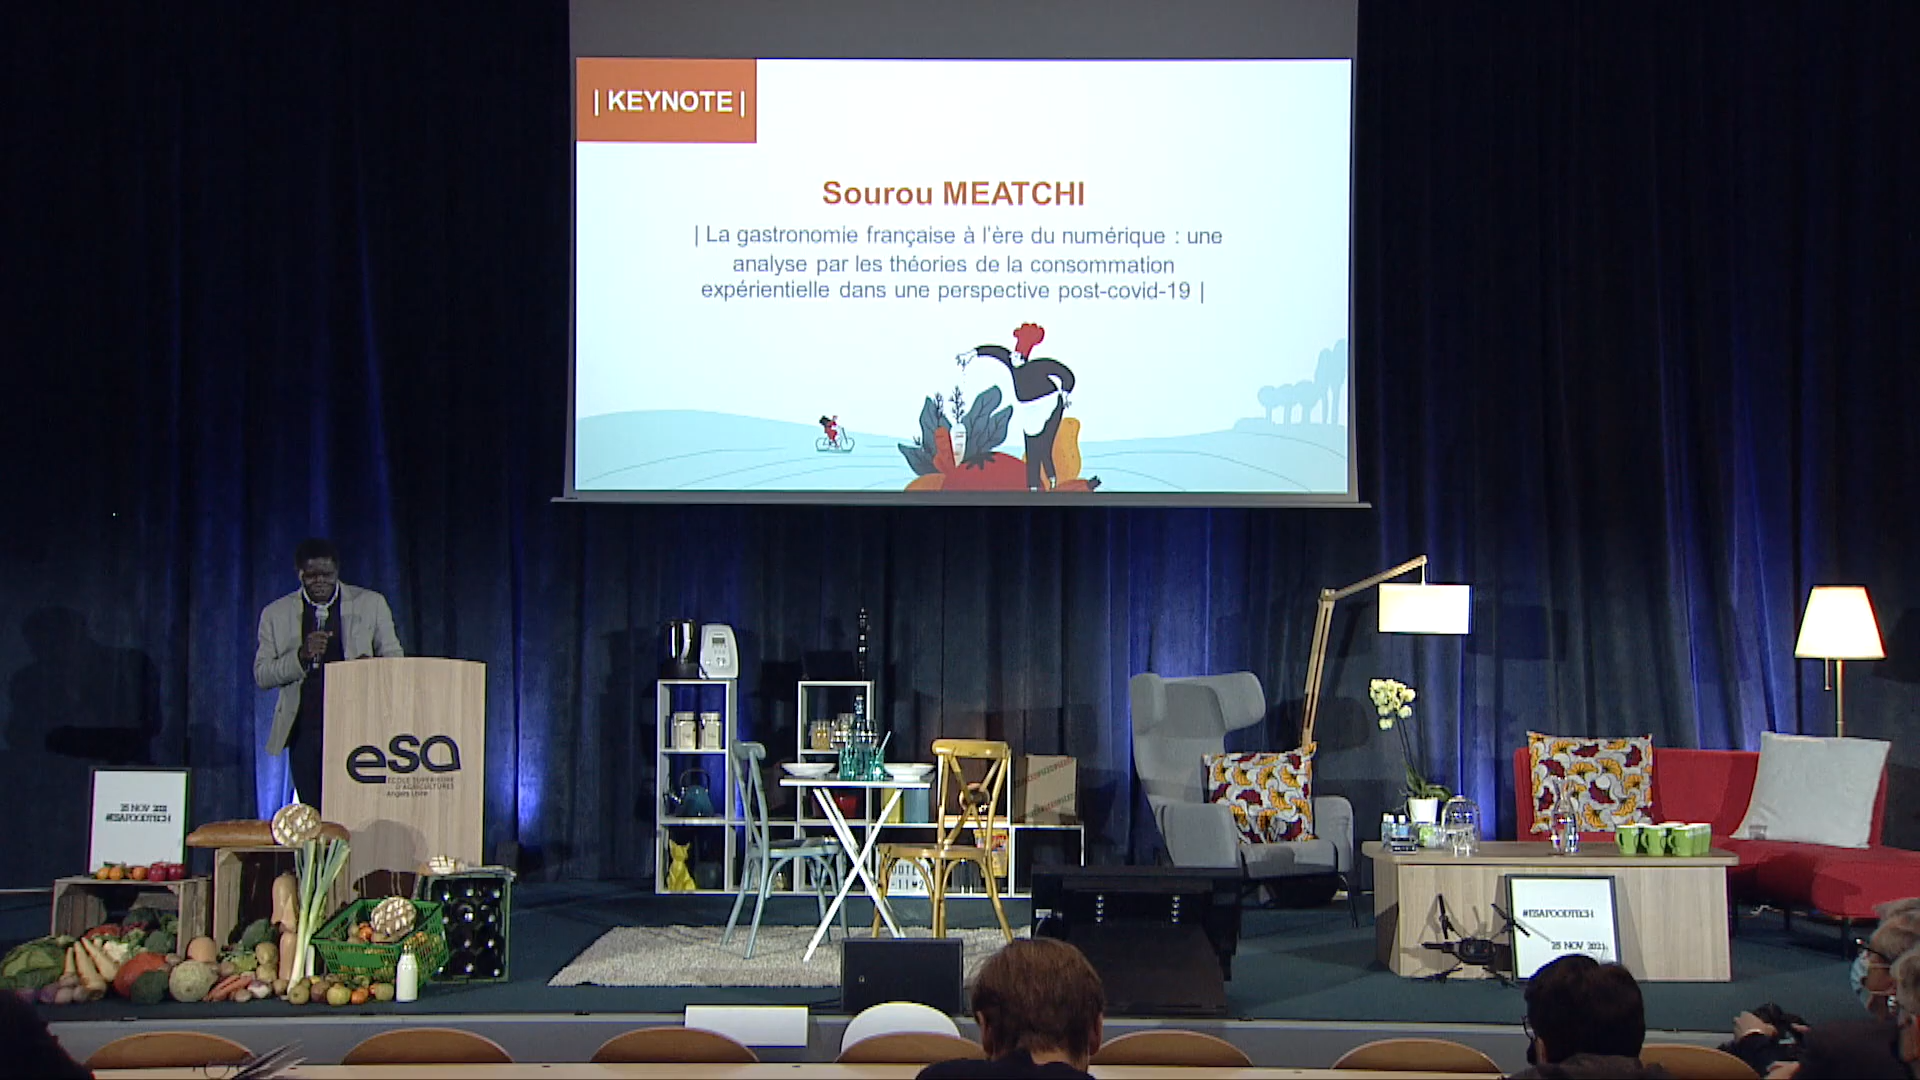 | KEYNOTE |
Sourou MEATCHI
| La gastronomie française à l'ère du numérique : une
analyse par les théories de la consommation
expérientielle dans une perspective post-covid-19 |
esa
ÉCOLE SUPÉRIEURE
D'AGRICULTURES
Angers Loire
25 NOV 2021
#ESAFOODTECH
#ESAFOODTECH
25 NOV 2021